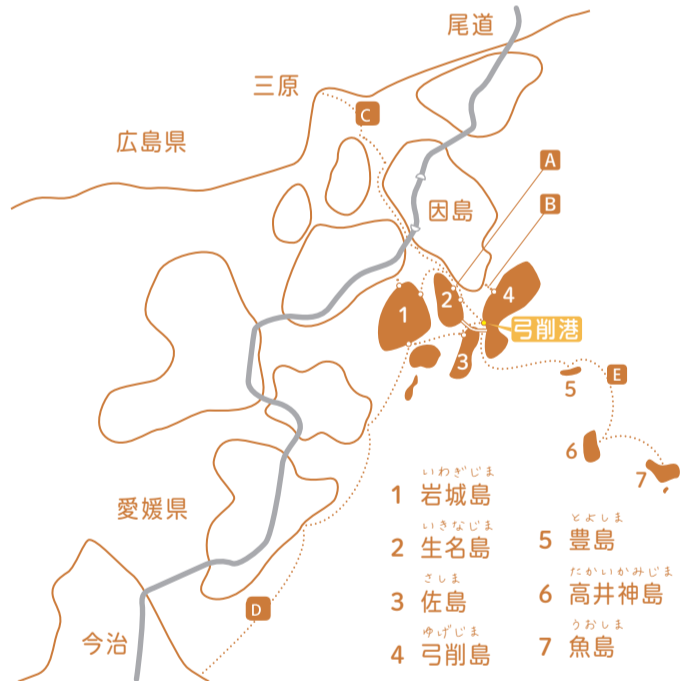 尾道
三原
C
広島県
A
因島
B
4
2
1
弓削港
3
E
5
6
7
いわぎじま
1 岩城島
愛媛県
いきなじま
2 生名島
さしま
3 佐島
ゆげじま
4 弓削島
とよしま
5 豊島
たかいかみじま
6 高井神島
うおしま
7 魚島
D
今治